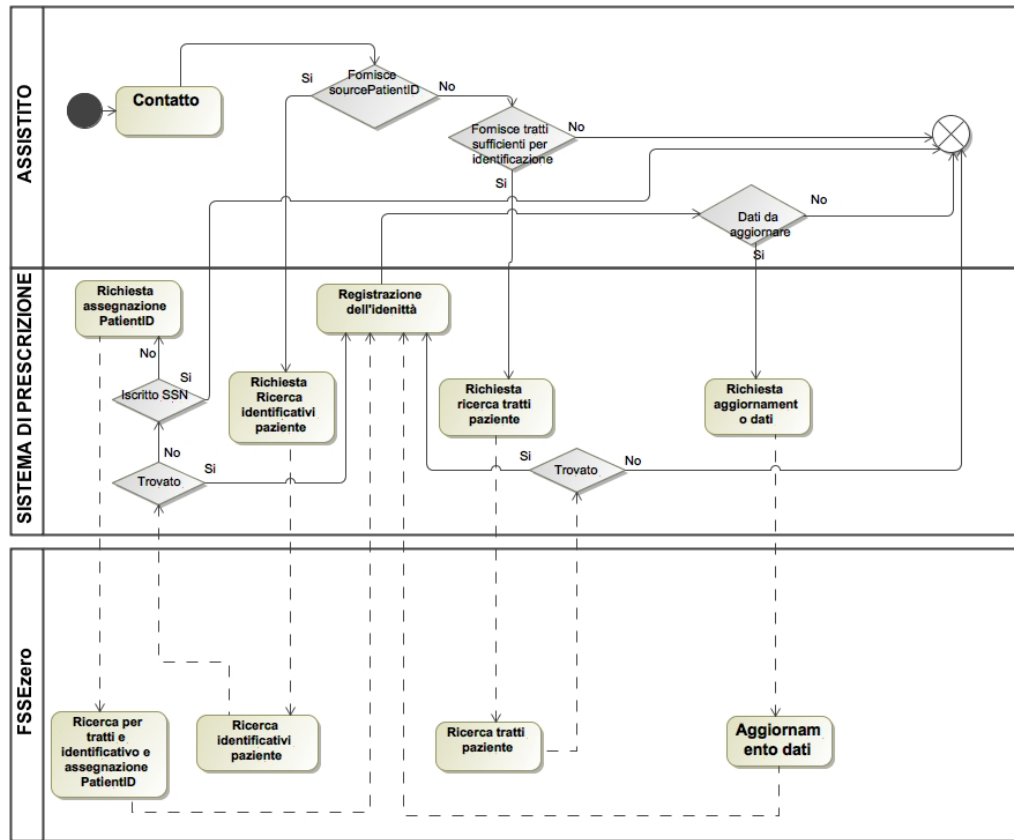 ASSISTITO
Contatto
Fornisce
sourcePatientID
Si
No
Fornisce tratti
sufficienti per
identificazione
No
Si
Dati da
aggiornare
No
Si
SISTEMA DI PRESCRIZIONE
Richiesta
assegnazione
PatientID
Registrazione
dell'idenittà
No
Iscritto SSN
Si
Richiesta
Ricerca
identificativi
paziente
Richiesta
ricerca tratti
paziente
Richiesta
aggiornament
o dati
No
Trovato
Si
Si
Trovato
No
FSSEzero
Ricerca per
tratti e
identificativo e
assegnazione
PatientID
Ricerca
identificativi
paziente
Ricerca tratti
paziente
Aggiornam
ento dati